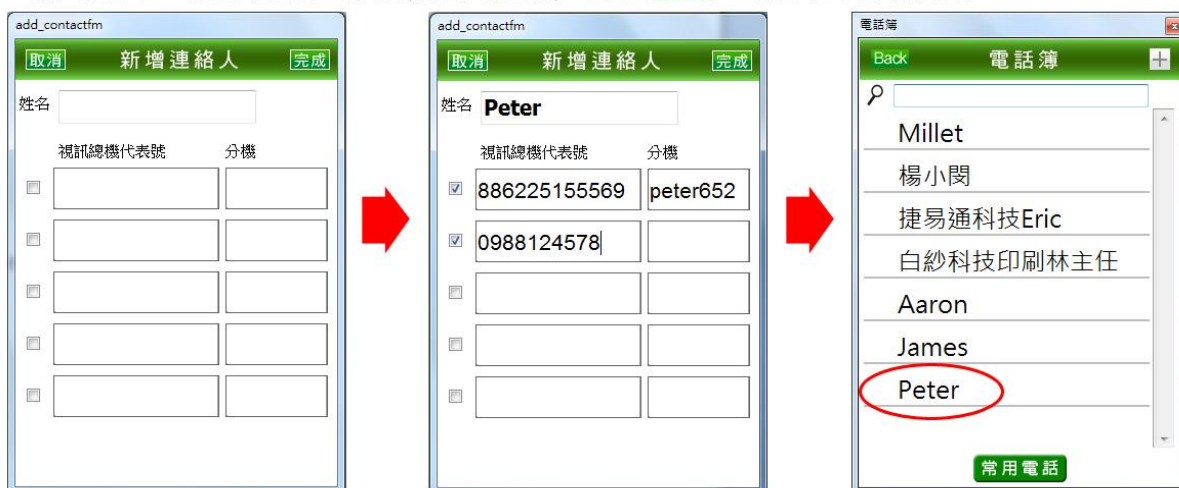 add_contactfm
取消 新增連絡人 完成
姓名
視訊總機代表號 分機
add_contactfm
取消 新增連絡人 完成
姓名 Peter
視訊總機代表號 分機
886225155569 peter652
0988124578
電話簿
Back 電話簿 +
Millet
楊小閔
捷易通科技Eric
白紗科技印刷林主任
Aaron
James
Peter
常用電話